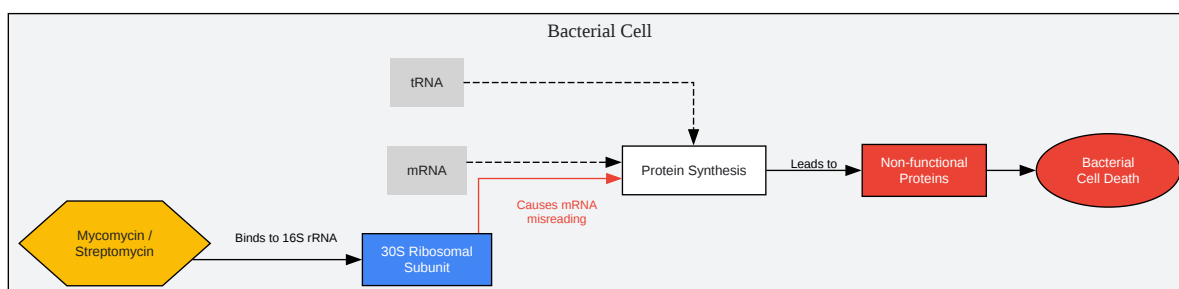 Bacterial Cell
tRNA
mRNA
Protein Synthesis
Leads to
Non-functional
Proteins
Bacterial
Cell Death
Causes mRNA
misreading
Mycomycin /
Streptomycin
Binds to 16S rRNA
30S Ribosomal
Subunit